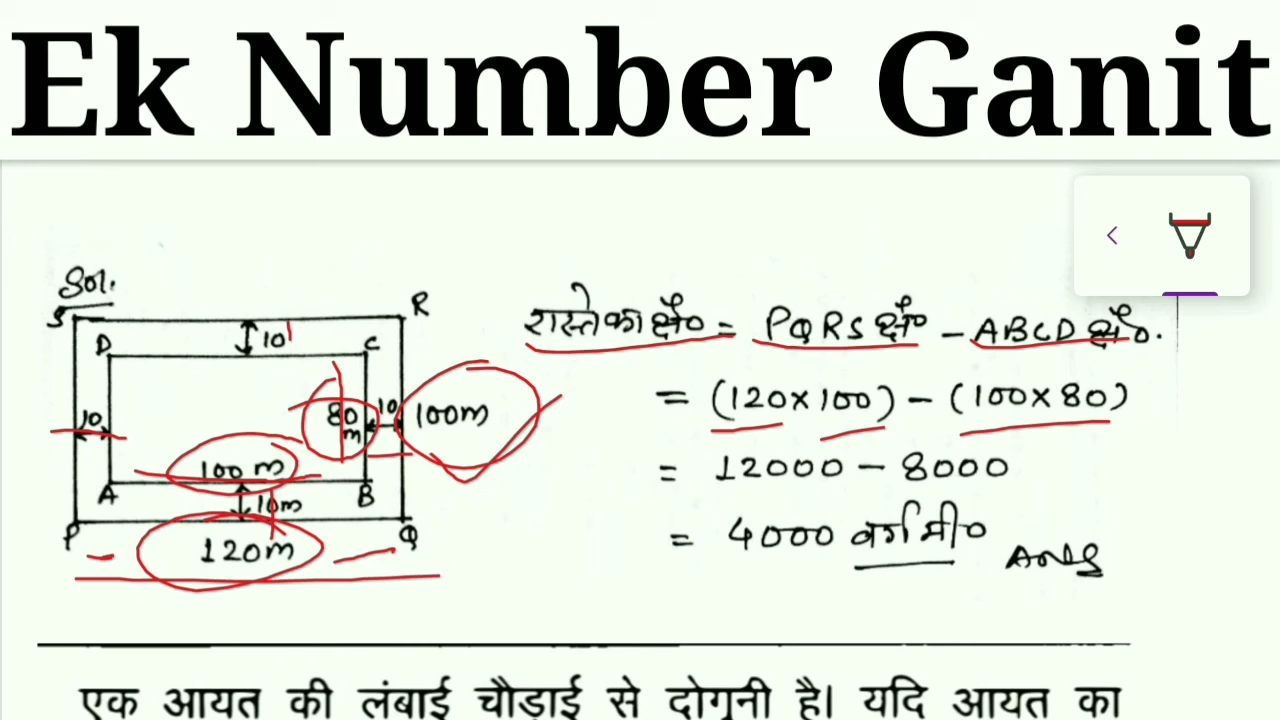 Ek Number Ganit
Sol.
S R
10
D C
रास्ते का क्षे० = PQRS क्षे० - ABCD क्षे०.
10 80 m 10 100m
= (120 × 100) - (100 × 80)
100 m
= 12000 - 8000
A B
10m
P Q
120m
= 4000 वर्ग मी० Ans
एक आयत की लंबाई चौड़ाई से दोगुनी है। यदि आयत का